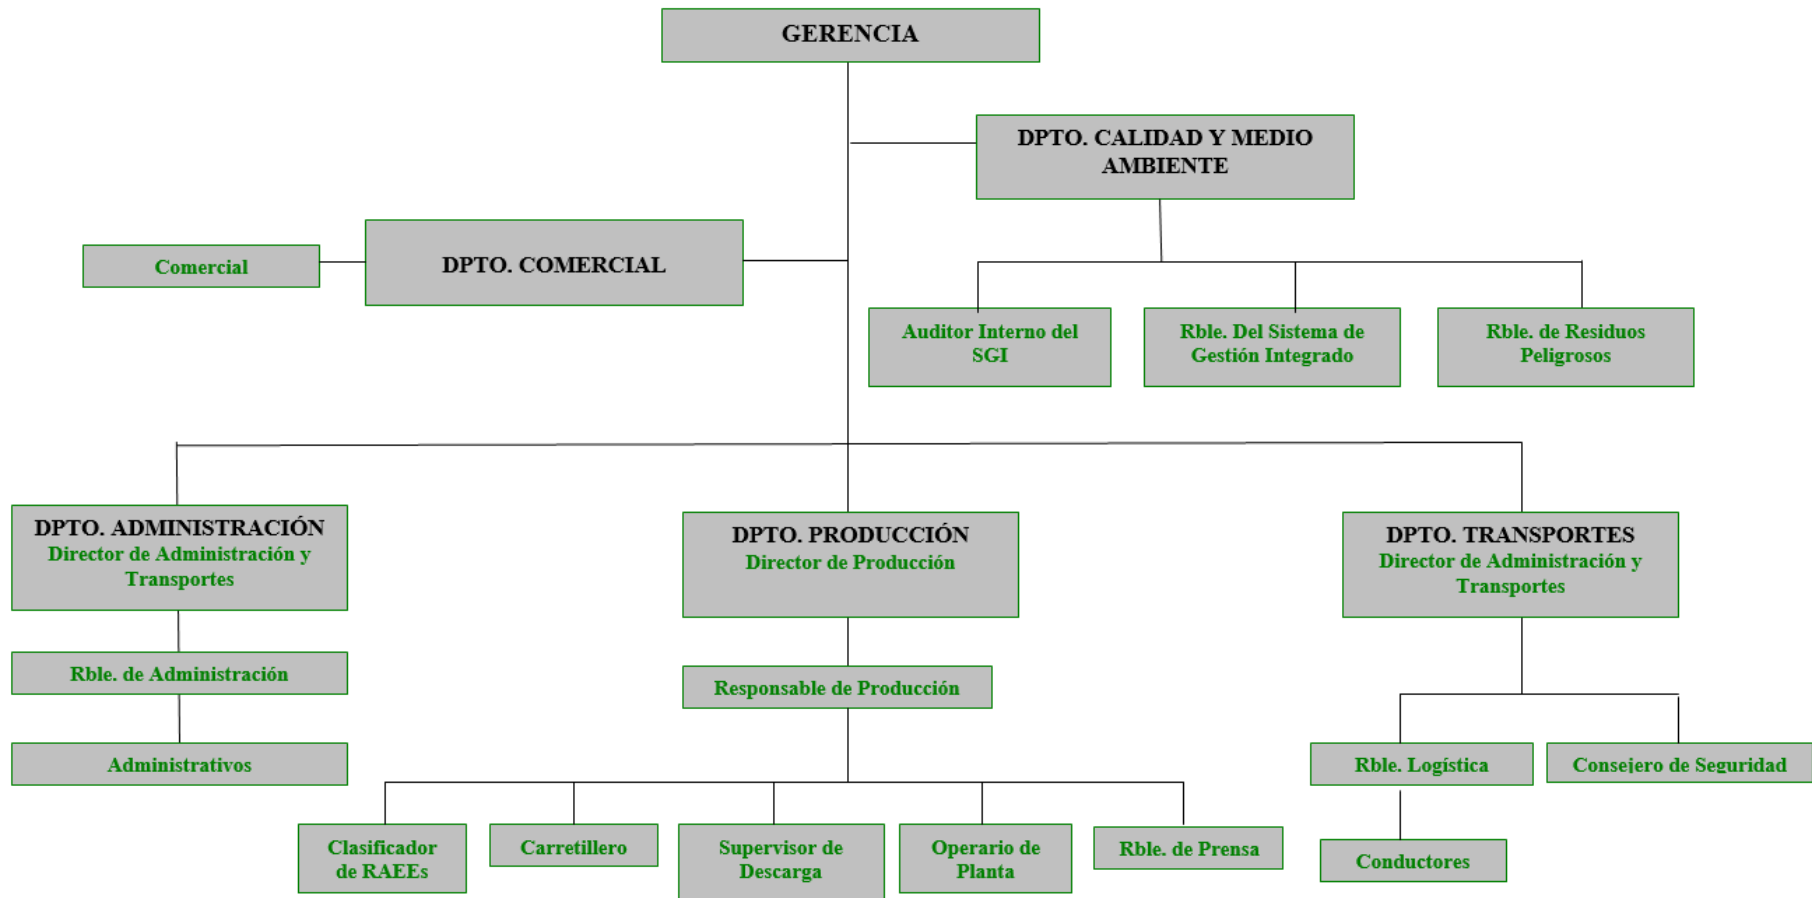 GERENCIA
DPTO. CALIDAD Y MEDIO
AMBIENTE
Comercial
DPTO. COMERCIAL
Auditor Interno del
SGI
Rble. Del Sistema de
Gestión Integrado
Rble. de Residuos
Peligrosos
DPTO. ADMINISTRACIÓN
Director de Administración y
Transportes
DPTO. PRODUCCIÓN
Director de Producción
DPTO. TRANSPORTES
Director de Administración y
Transportes
Rble. de Administración
Responsable de Producción
Administrativos
Rble. Logística
Consejero de Seguridad
Clasificador
de RAEEs
Carretillero
Supervisor de
Descarga
Operario de
Planta
Rble. de Prensa
Conductores